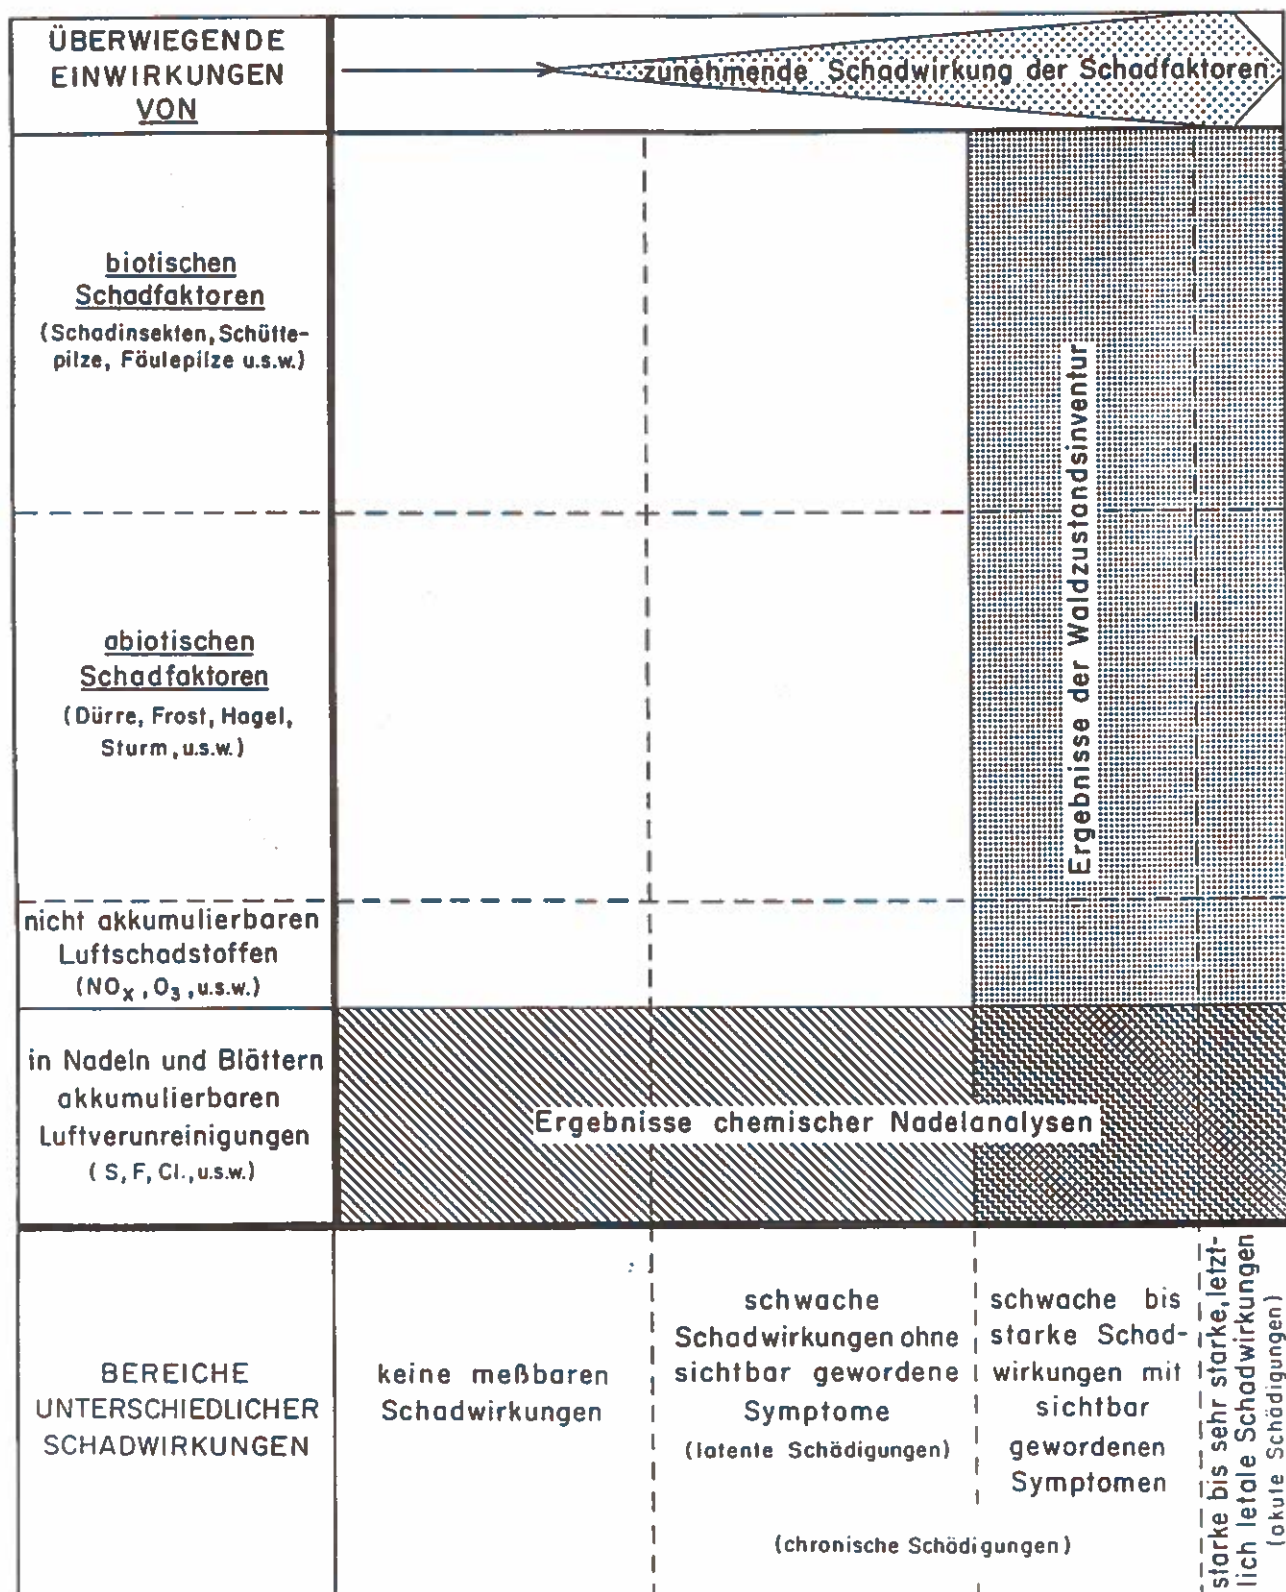 ÜBERWIEGENDE
EINWIRKUNGEN
VON
zunehmende Schadwirkung der Schadfaktoren
biotischen
Schadfaktoren
(Schadinsekten, Schütte-
pilze, Fäulepilze u.s.w.)
abiotischen
Schadfaktoren
(Dürre, Frost, Hagel,
Sturm, u.s.w.)
nicht akkumulierbaren
Luftschadstoffen
(NOx, O3, u.s.w.)
in Nadeln und Blättern
akkumulierbaren
Luftverunreinigungen
(S, F, Cl., u.s.w.)
Ergebnisse der Waldzustandsinventur
Ergebnisse chemischer Nadelanalysen
BEREICHE
UNTERSCHIEDLICHER
SCHADWIRKUNGEN
keine meßbaren
Schadwirkungen
schwache
Schadwirkungen ohne
sichtbar gewordene
Symptome
(latente Schädigungen)
schwache bis
starke Schad-
wirkungen mit
sichtbar
gewordenen
Symptomen
(chronische Schädigungen)
starke bis sehr starke, letzt-
lich letale Schadwirkungen
(akute Schädigungen)